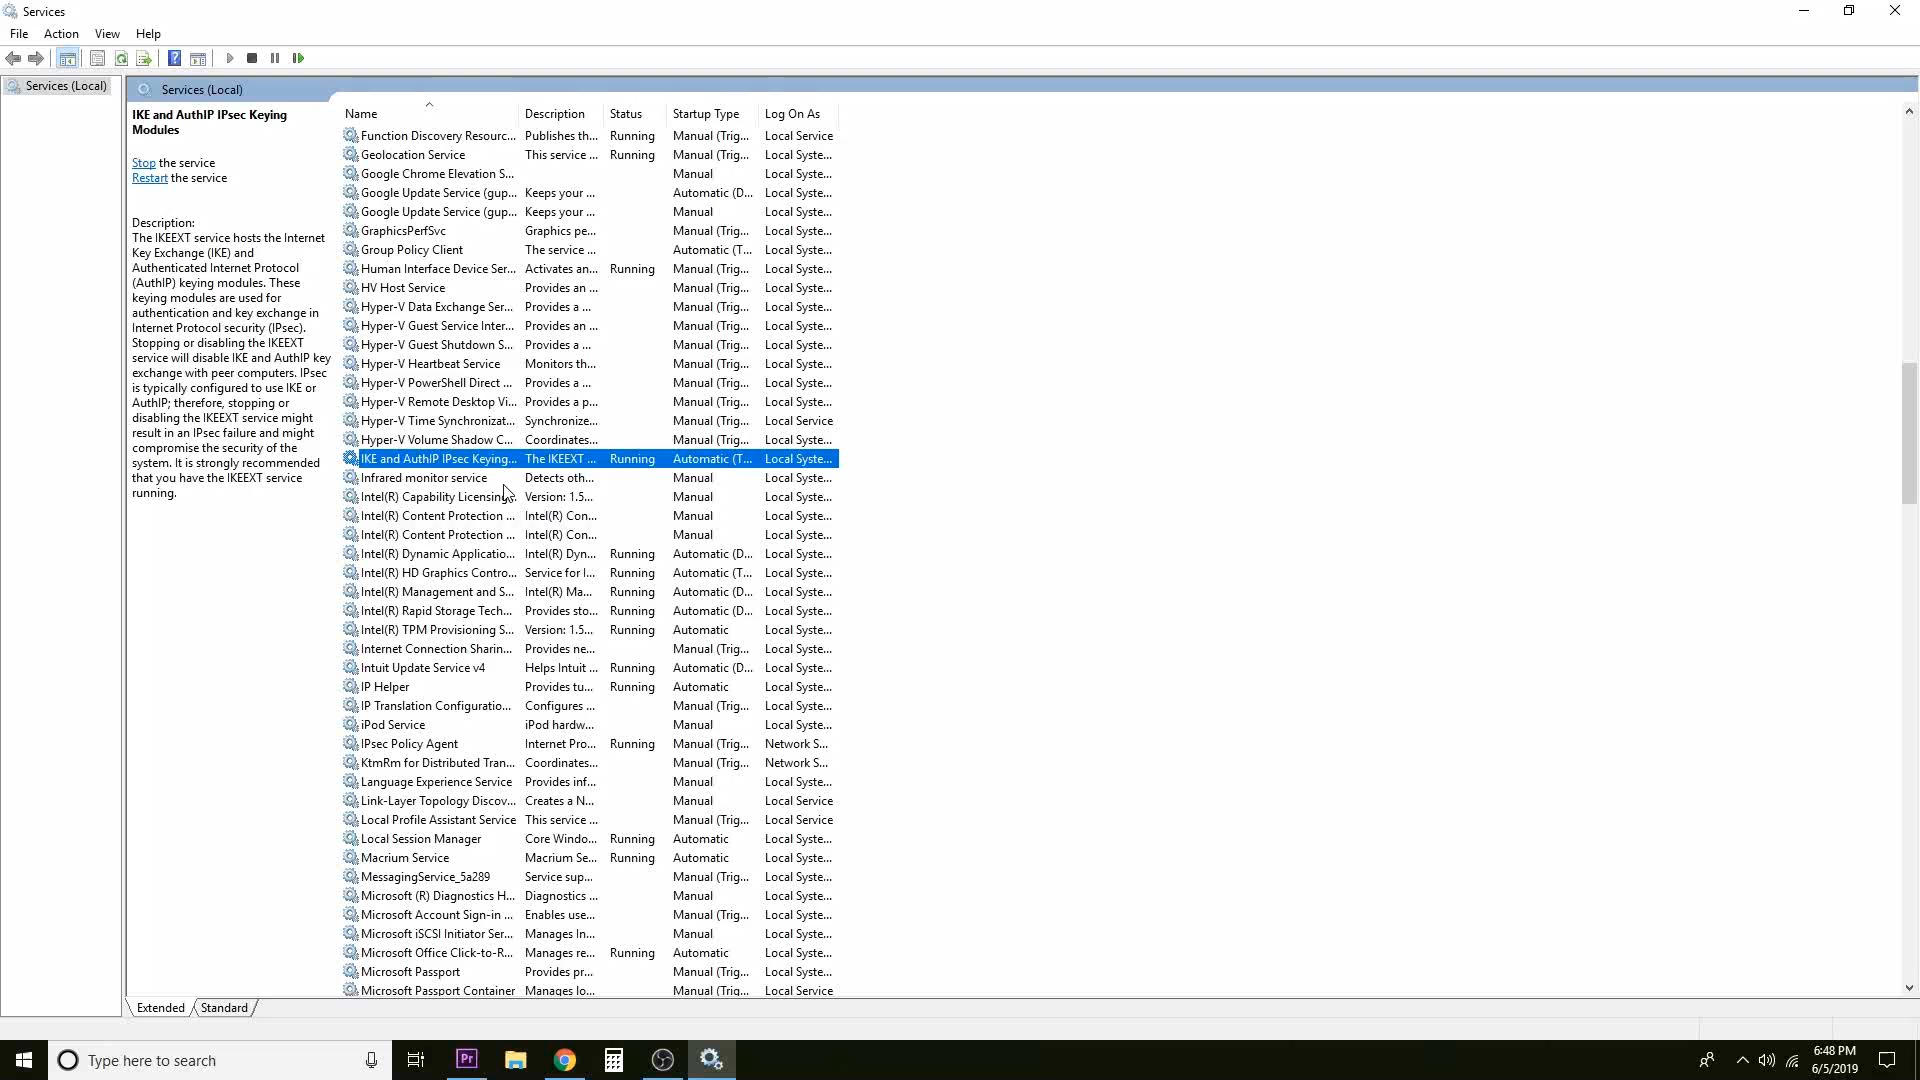 Services
File Action View Help
Services (Local)
Services (Local)
IKE and AuthIP IPsec Keying
Modules
Stop the service
Restart the service
Description:
The IKEEXT service hosts the Internet
Key Exchange (IKE) and
Authenticated Internet Protocol
(AuthIP) keying modules. These
keying modules are used for
authentication and key exchange in
Internet Protocol security (IPsec).
Stopping or disabling the IKEEXT
service will disable IKE and AuthIP key
exchange with peer computers. IPsec
is typically configured to use IKE or
AuthIP; therefore, stopping or
disabling the IKEEXT service might
result in an IPsec failure and might
compromise the security of the
system. It is strongly recommended
that you have the IKEEXT service
running.
Name Description Status Startup Type Log On As
Function Discovery Resourc... Publishes th... Running Manual (Trig... Local Service
Geolocation Service This service ... Running Manual (Trig... Local Syste...
Google Chrome Elevation S... Manual Local Syste...
Google Update Service (gup... Keeps your ... Automatic (D... Local Syste...
Google Update Service (gup... Keeps your ... Manual Local Syste...
GraphicsPerfSvc Graphics pe... Manual (Trig... Local Syste...
Group Policy Client The service ... Automatic (T... Local Syste...
Human Interface Device Ser... Activates an... Running Manual (Trig... Local Syste...
HV Host Service Provides an ... Manual (Trig... Local Syste...
Hyper-V Data Exchange Ser... Provides a ... Manual (Trig... Local Syste...
Hyper-V Guest Service Inter... Provides an ... Manual (Trig... Local Syste...
Hyper-V Guest Shutdown S... Provides a ... Manual (Trig... Local Syste...
Hyper-V Heartbeat Service Monitors th... Manual (Trig... Local Syste...
Hyper-V PowerShell Direct ... Provides a ... Manual (Trig... Local Syste...
Hyper-V Remote Desktop Vi... Provides a p... Manual (Trig... Local Syste...
Hyper-V Time Synchronizat... Synchronize... Manual (Trig... Local Service
Hyper-V Volume Shadow C... Coordinates... Manual (Trig... Local Syste...
IKE and AuthIP IPsec Keying... The IKEEXT ... Running Automatic (T... Local Syste...
Infrared monitor service Detects oth... Manual Local Syste...
Intel(R) Capability Licensing... Version: 1.5... Manual Local Syste...
Intel(R) Content Protection ... Intel(R) Con... Manual Local Syste...
Intel(R) Content Protection ... Intel(R) Con... Manual Local Syste...
Intel(R) Dynamic Applicatio... Intel(R) Dyn... Running Automatic (D... Local Syste...
Intel(R) HD Graphics Contro... Service for I... Running Automatic (T... Local Syste...
Intel(R) Management and S... Intel(R) Ma... Running Automatic (D... Local Syste...
Intel(R) Rapid Storage Tech... Provides sto... Running Automatic (D... Local Syste...
Intel(R) TPM Provisioning S... Version: 1.5... Running Automatic Local Syste...
Internet Connection Sharin... Provides ne... Manual (Trig... Local Syste...
Intuit Update Service v4 Helps Intuit ... Running Automatic (D... Local Syste...
IP Helper Provides tu... Running Automatic Local Syste...
IP Translation Configuratio... Configures ... Manual (Trig... Local Syste...
iPod Service iPod hardw... Manual Local Syste...
IPsec Policy Agent Internet Pro... Running Manual (Trig... Network S...
KtmRm for Distributed Tran... Coordinates... Manual (Trig... Network S...
Language Experience Service Provides inf... Manual Local Syste...
Link-Layer Topology Discov... Creates a N... Manual Local Service
Local Profile Assistant Service This service ... Manual (Trig... Local Service
Local Session Manager Core Windo... Running Automatic Local Syste...
Macrium Service Macrium Se... Running Automatic Local Syste...
MessagingService_5a289 Service sup... Manual (Trig... Local Syste...
Microsoft (R) Diagnostics H... Diagnostics ... Manual Local Syste...
Microsoft Account Sign-in ... Enables use... Manual (Trig... Local Syste...
Microsoft iSCSI Initiator Ser... Manages In... Manual Local Syste...
Microsoft Office Click-to-R... Manages re... Running Automatic Local Syste...
Microsoft Passport Provides pr... Manual (Trig... Local Syste...
Microsoft Passport Container Manages lo... Manual (Trig... Local Service
Extended Standard
Type here to search
Pr
6:48 PM
6/5/2019